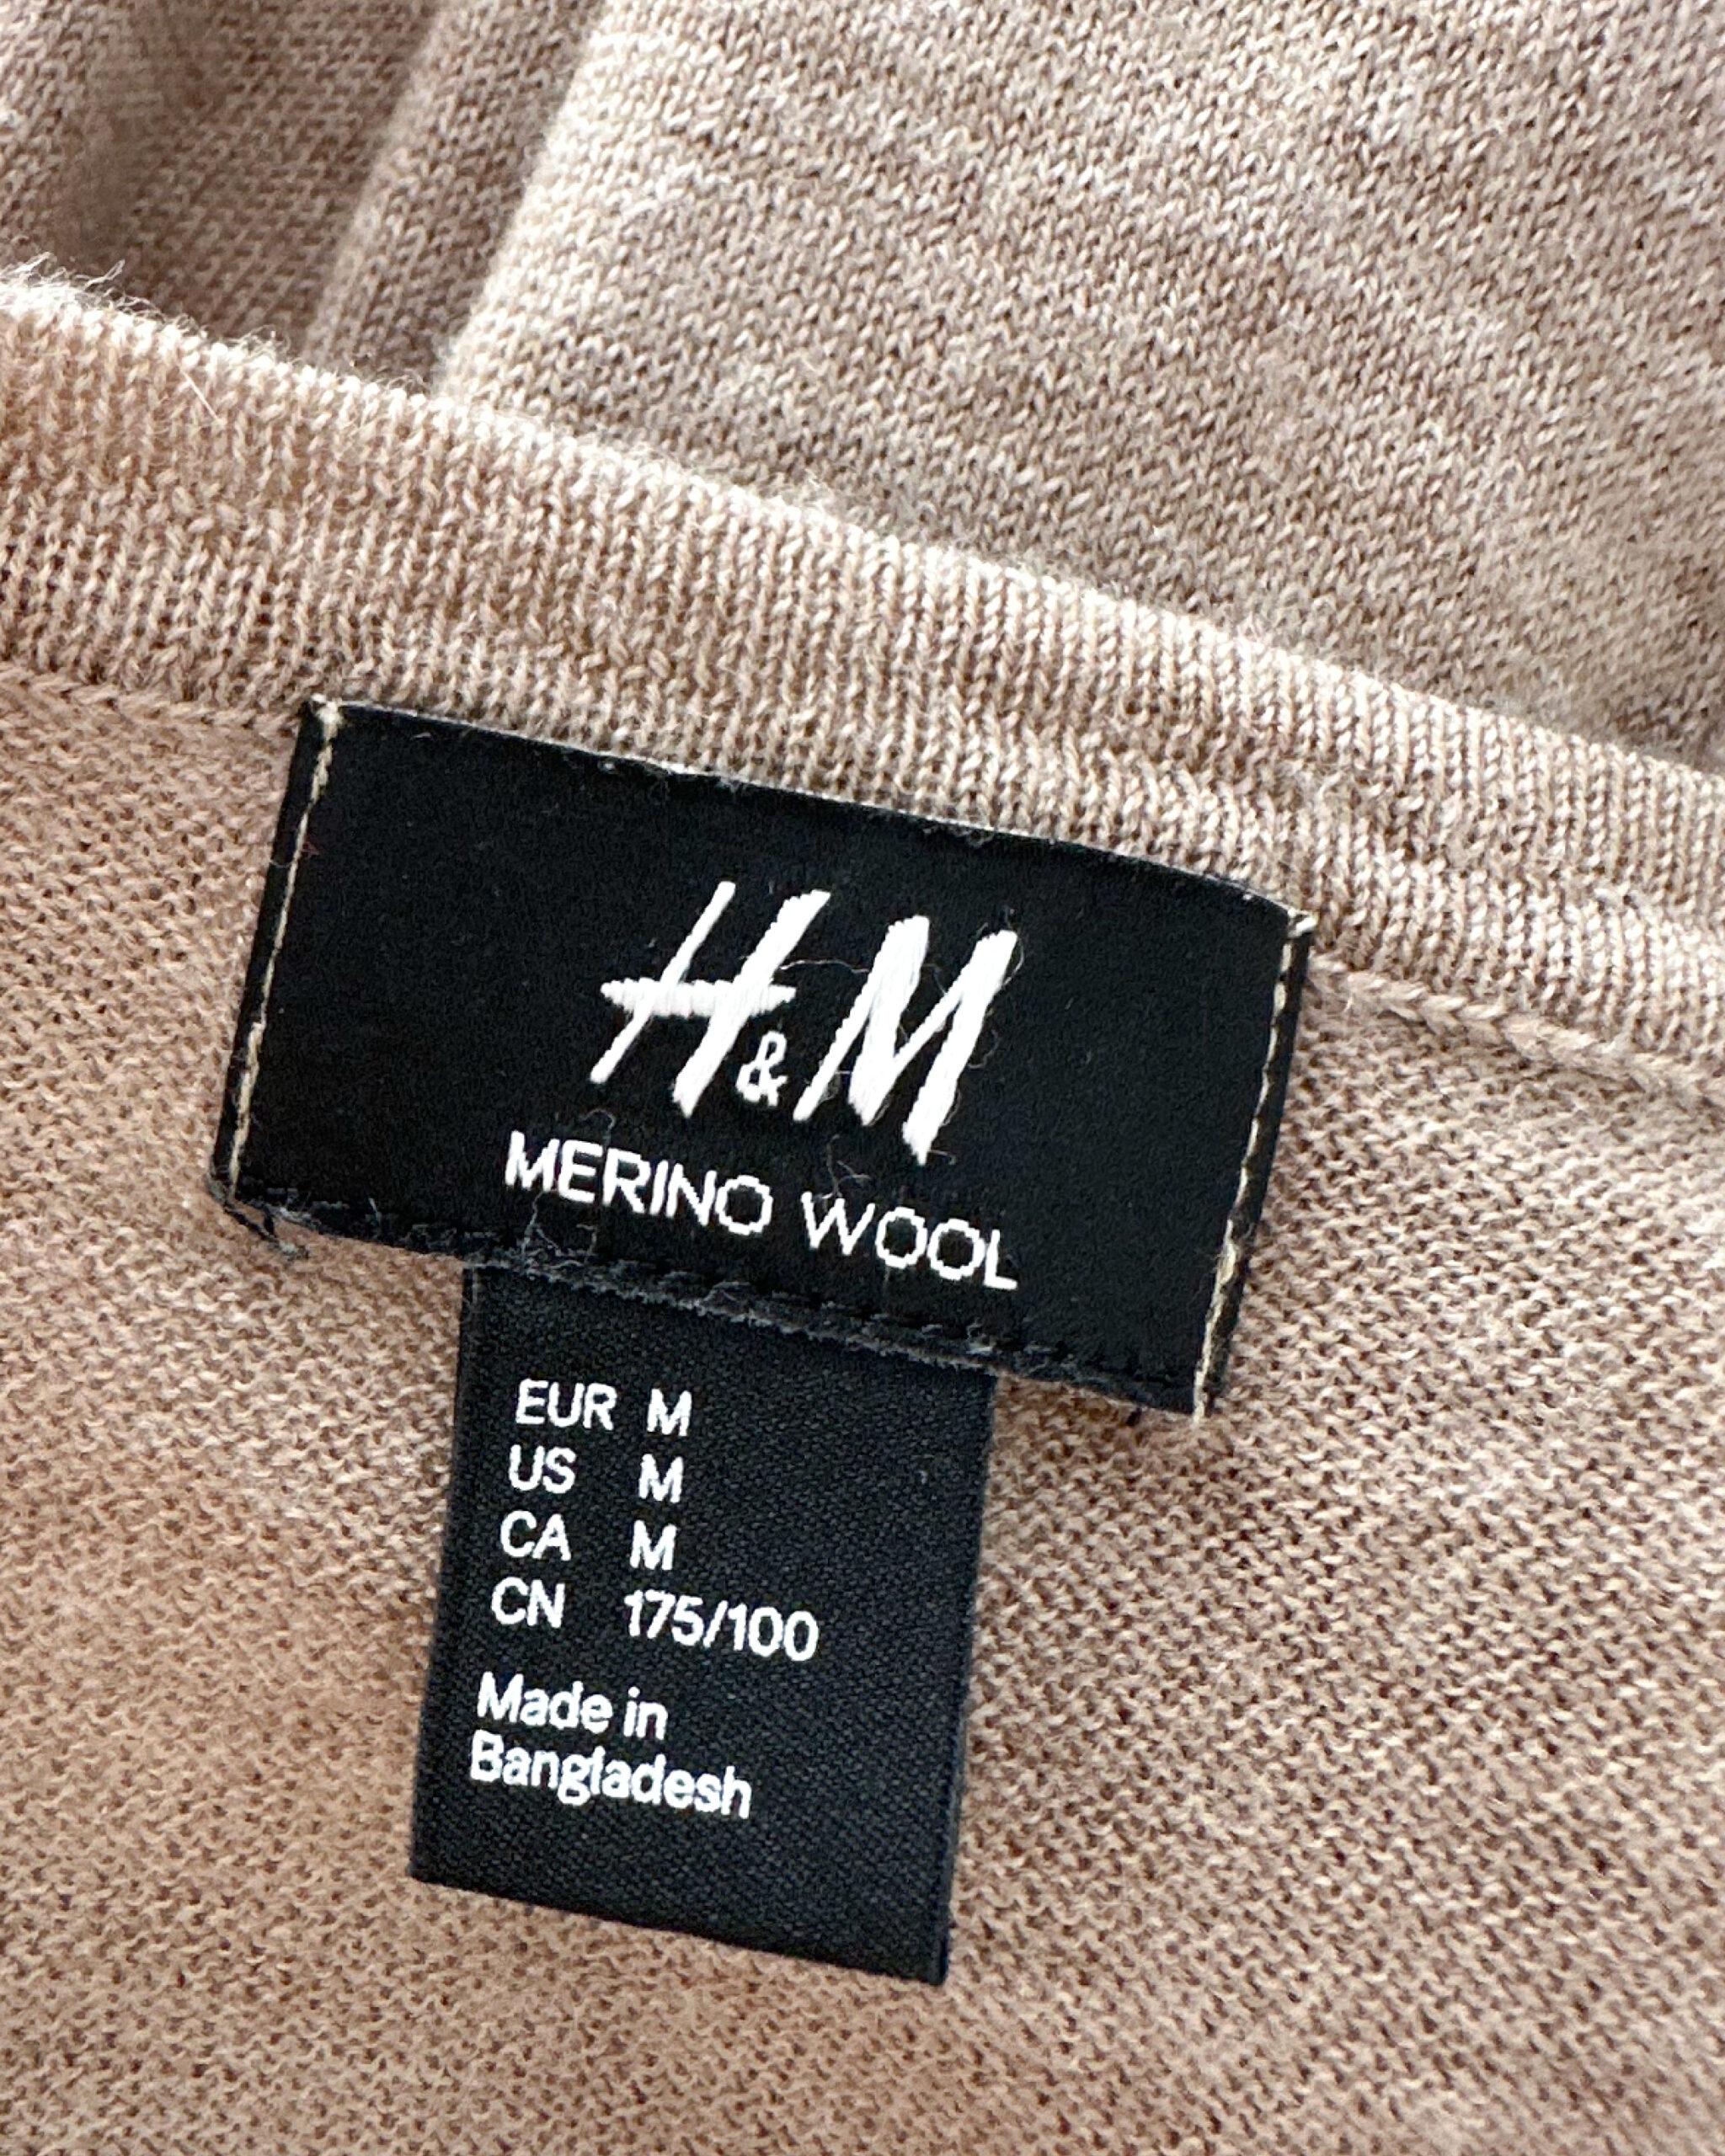 H&M
MERINO WOOL
EUR M
US M
CA M
CN 175/100
Made in
Bangladesh